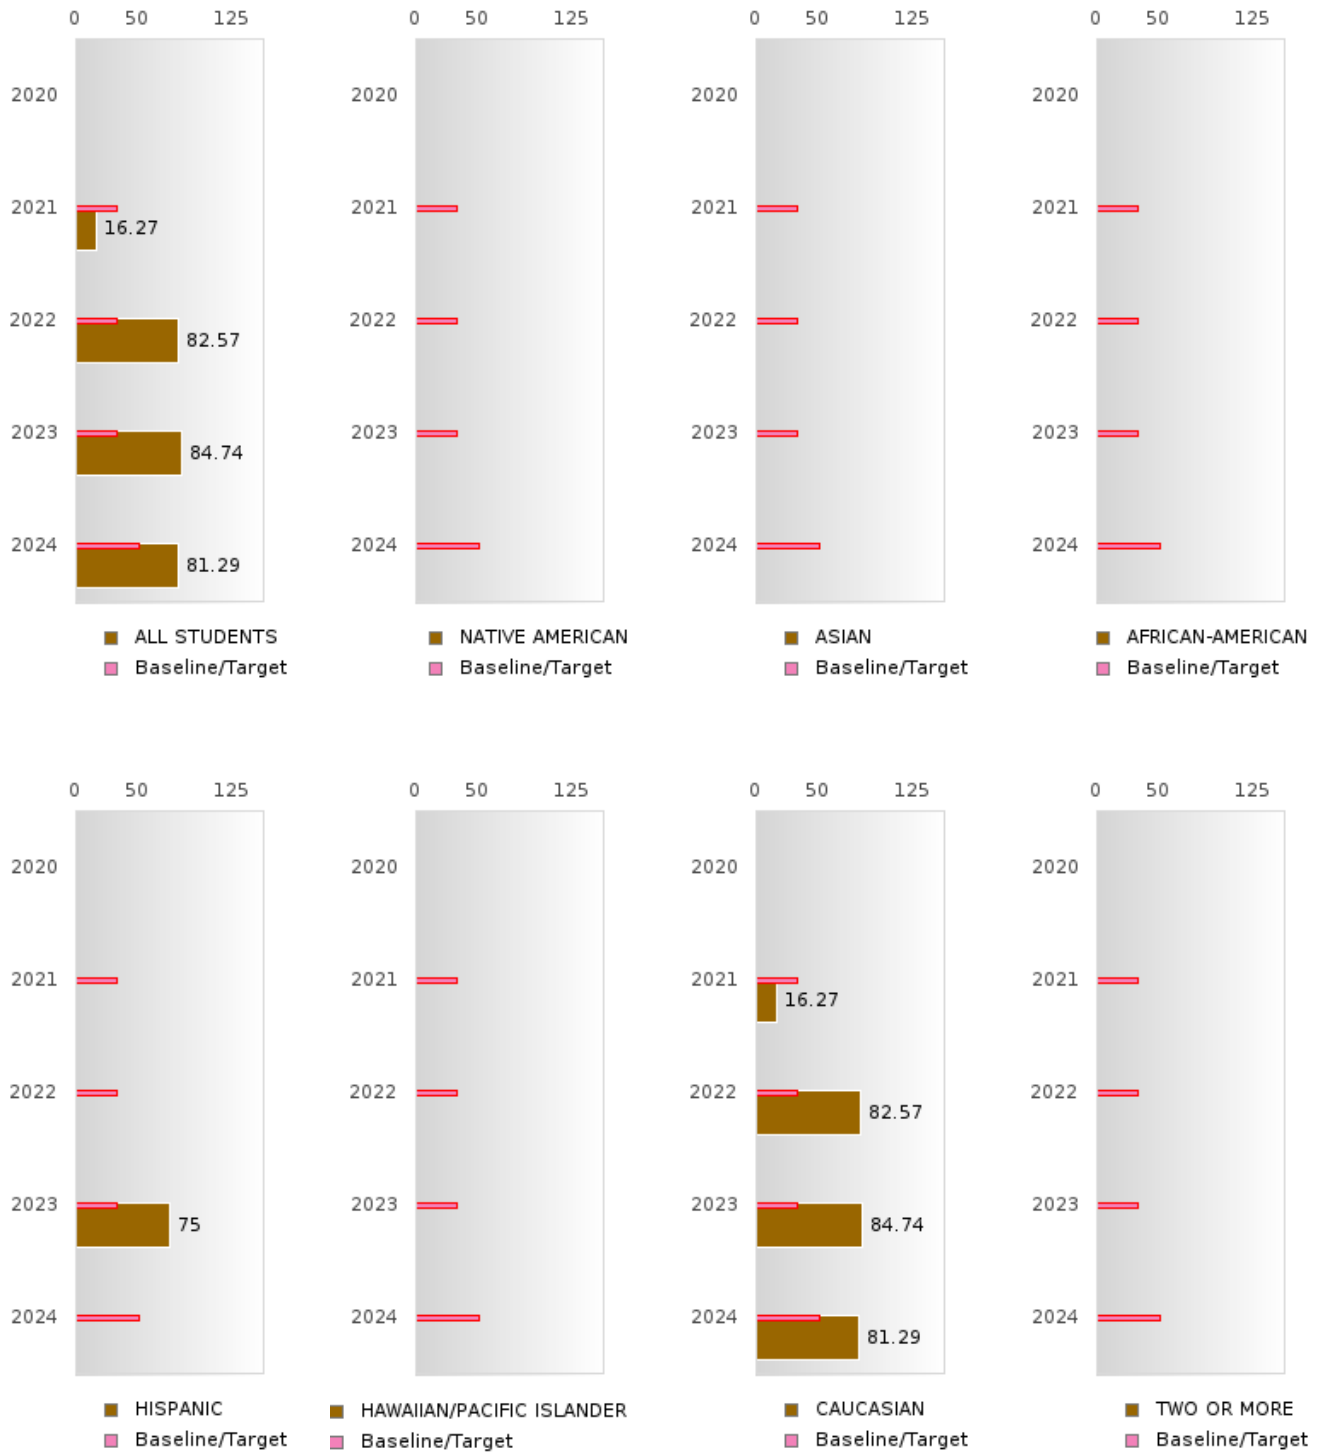 0 50 125 0 50 125 0 50 125 0 50 125
2020 2020 2020 2020
2021 2021 2021 2021
16.27
2022 2022 2022 2022
82.57
2023 2023 2023 2023
84.74
2024 2024 2024 2024
81.29
ALL STUDENTS NATIVE AMERICAN ASIAN AFRICAN-AMERICAN
Baseline/Target Baseline/Target Baseline/Target Baseline/Target
0 50 125 0 50 125 0 50 125 0 50 125
2020 2020 2020 2020
2021 2021 2021 2021
16.27
2022 2022 2022 2022
82.57
2023 2023 2023 2023
75 84.74
2024 2024 2024 2024
81.29
HISPANIC HAWAIIAN/PACIFIC ISLANDER CAUCASIAN TWO OR MORE
Baseline/Target Baseline/Target Baseline/Target Baseline/Target